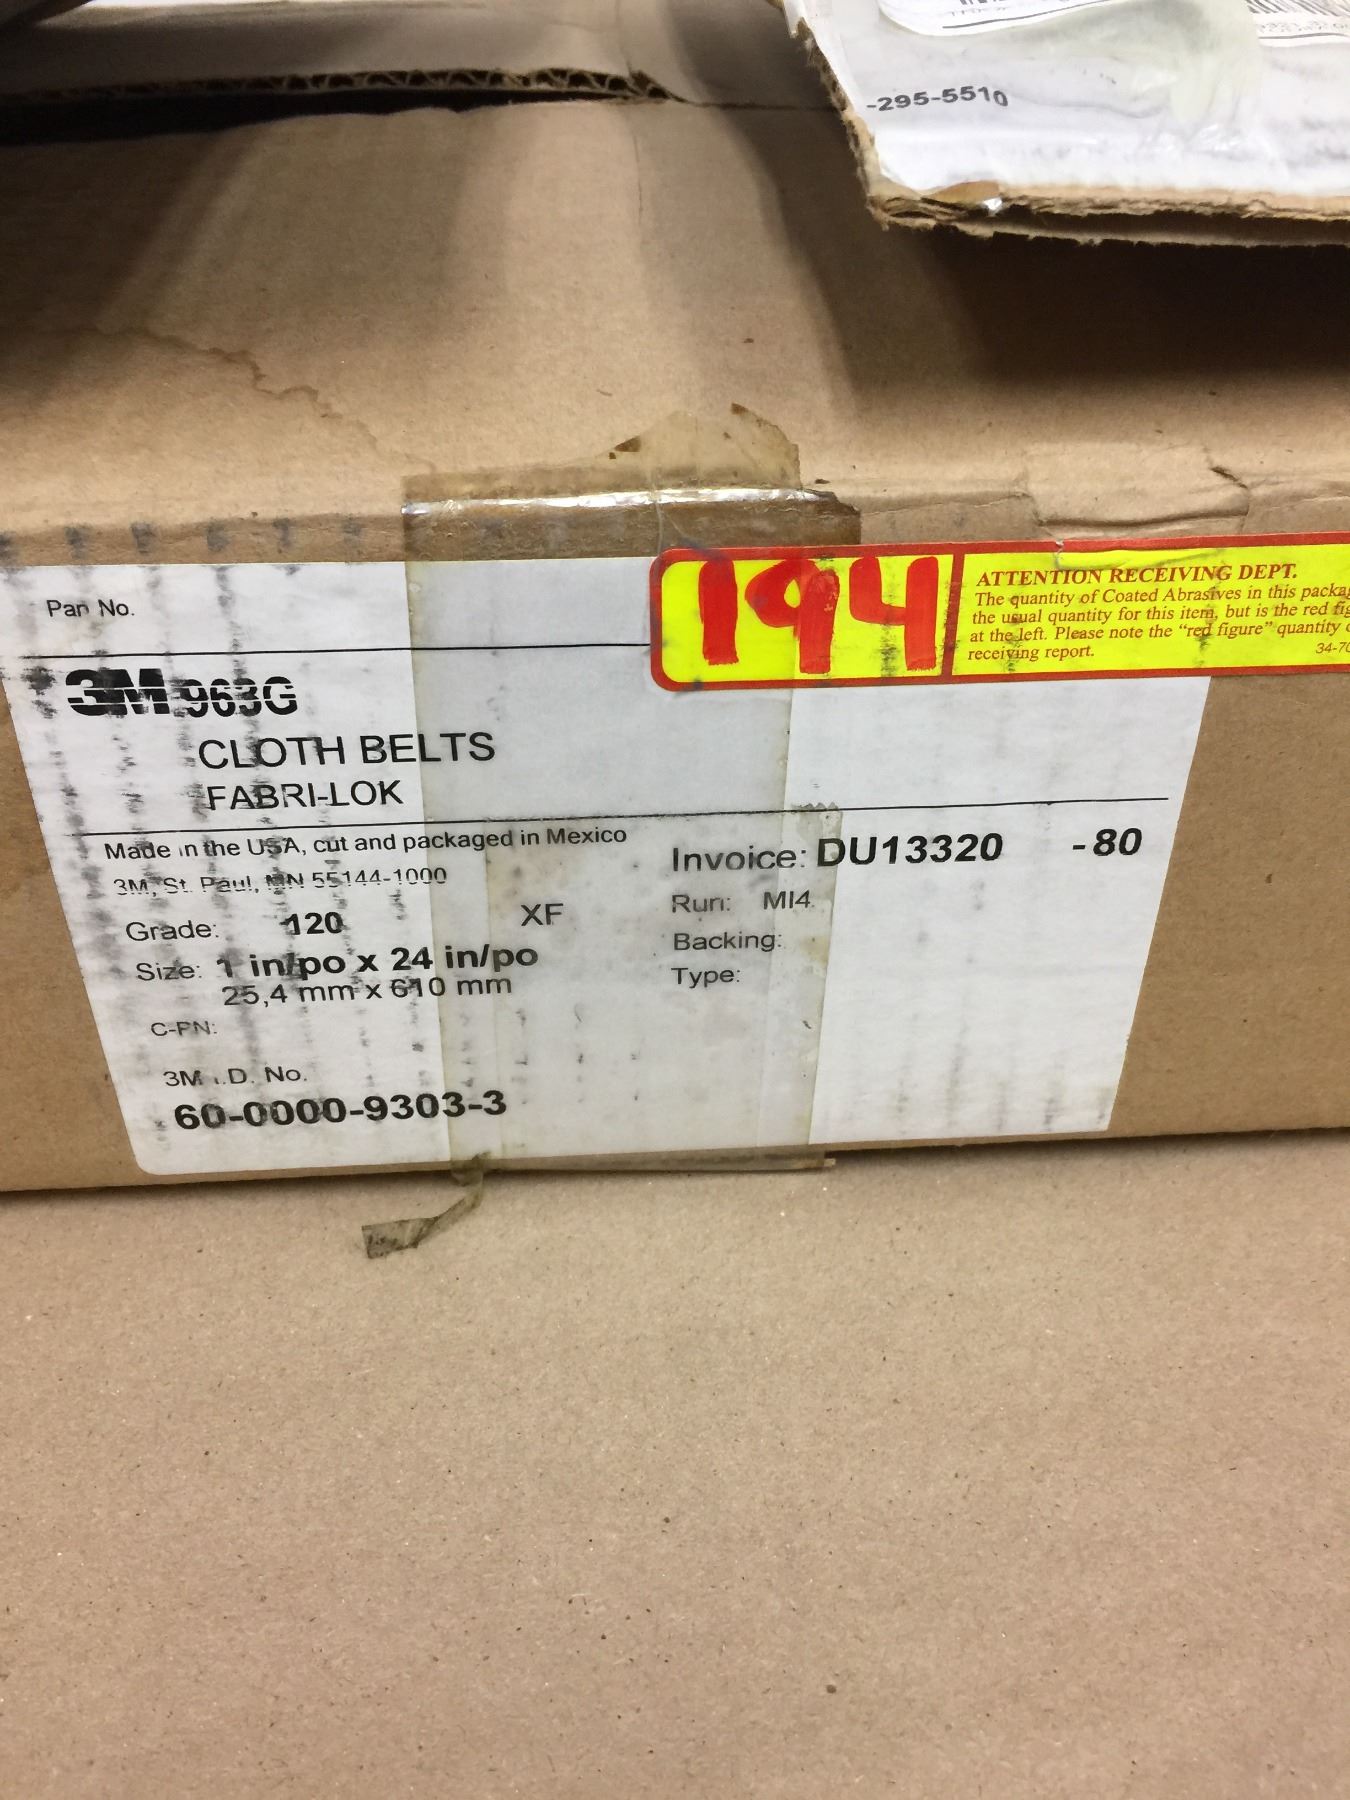 -295-5510
194
ATTENTION RECEIVING DEPT.
The quantity of Coated Abrasives in this
the usual quantity for this item, but is the red
at the left. Please note the "red figure" quantity
receiving report.
34-70
Part No.
3M 963G
CLOTH BELTS
FABRI-LOK
Made in the USA, cut and packaged in Mexico
3M, St. Paul, MN 55144-1000
Grade: 120 XF
Size: 1 in/po x 24 in/po
25,4 mm x 610 mm
C-PN:
3M I.D. No.
60-0000-9303-3
Invoice: DU13320 -80
Run: MI4
Backing:
Type: